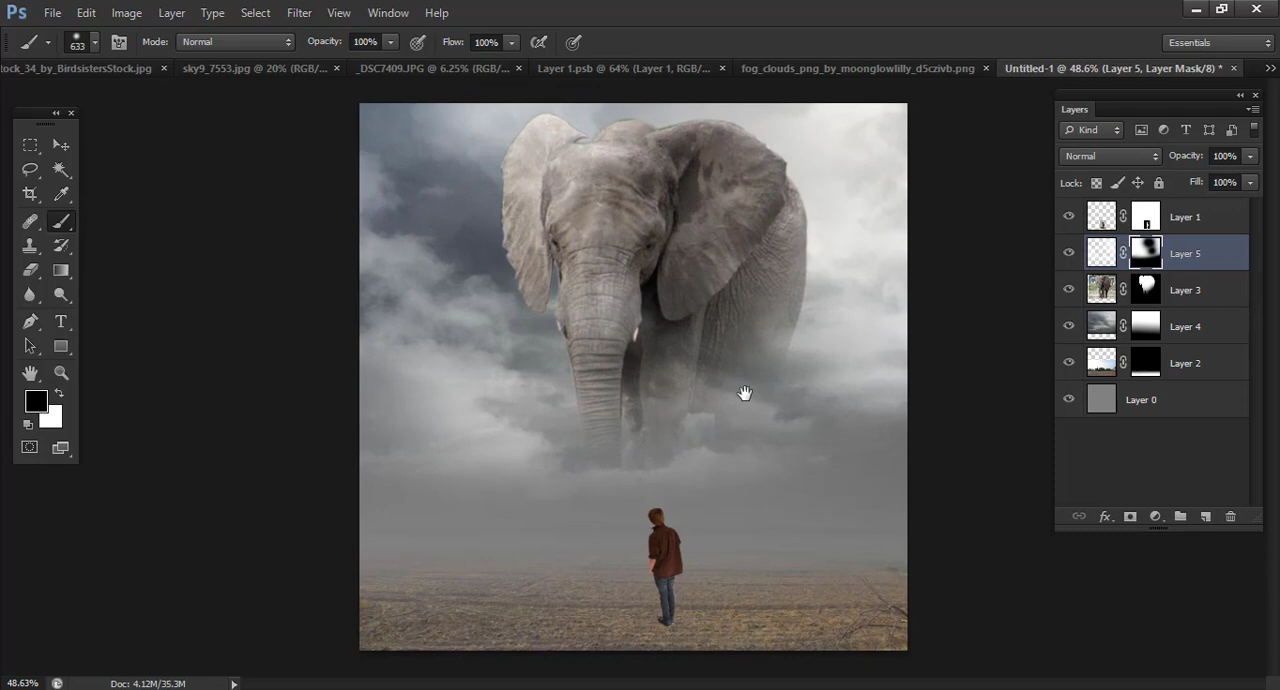 Ps File Edit Image Layer Type Select Filter View Window Help
633 Mode: Normal Opacity: 100% Flow: 100% Essentials
tock_34_by_BirdsistersStock.jpg × sky9_7553.jpg @ 20% (RGB/... × _DSC7409.JPG @ 6.25% (RGB/... × Layer 1.psb @ 64% (Layer 1, RGB/... × fog_clouds_png_by_moonglowlilly_d5czivb.png × Untitled-1 @ 48.6% (Layer 5, Layer Mask/8) * ×
Layers
Kind
Normal Opacity: 100%
Lock: Fill: 100%
Layer 1
Layer 5
Layer 3
Layer 4
Layer 2
Layer 0
48.63% Doc: 4.12M/35.3M